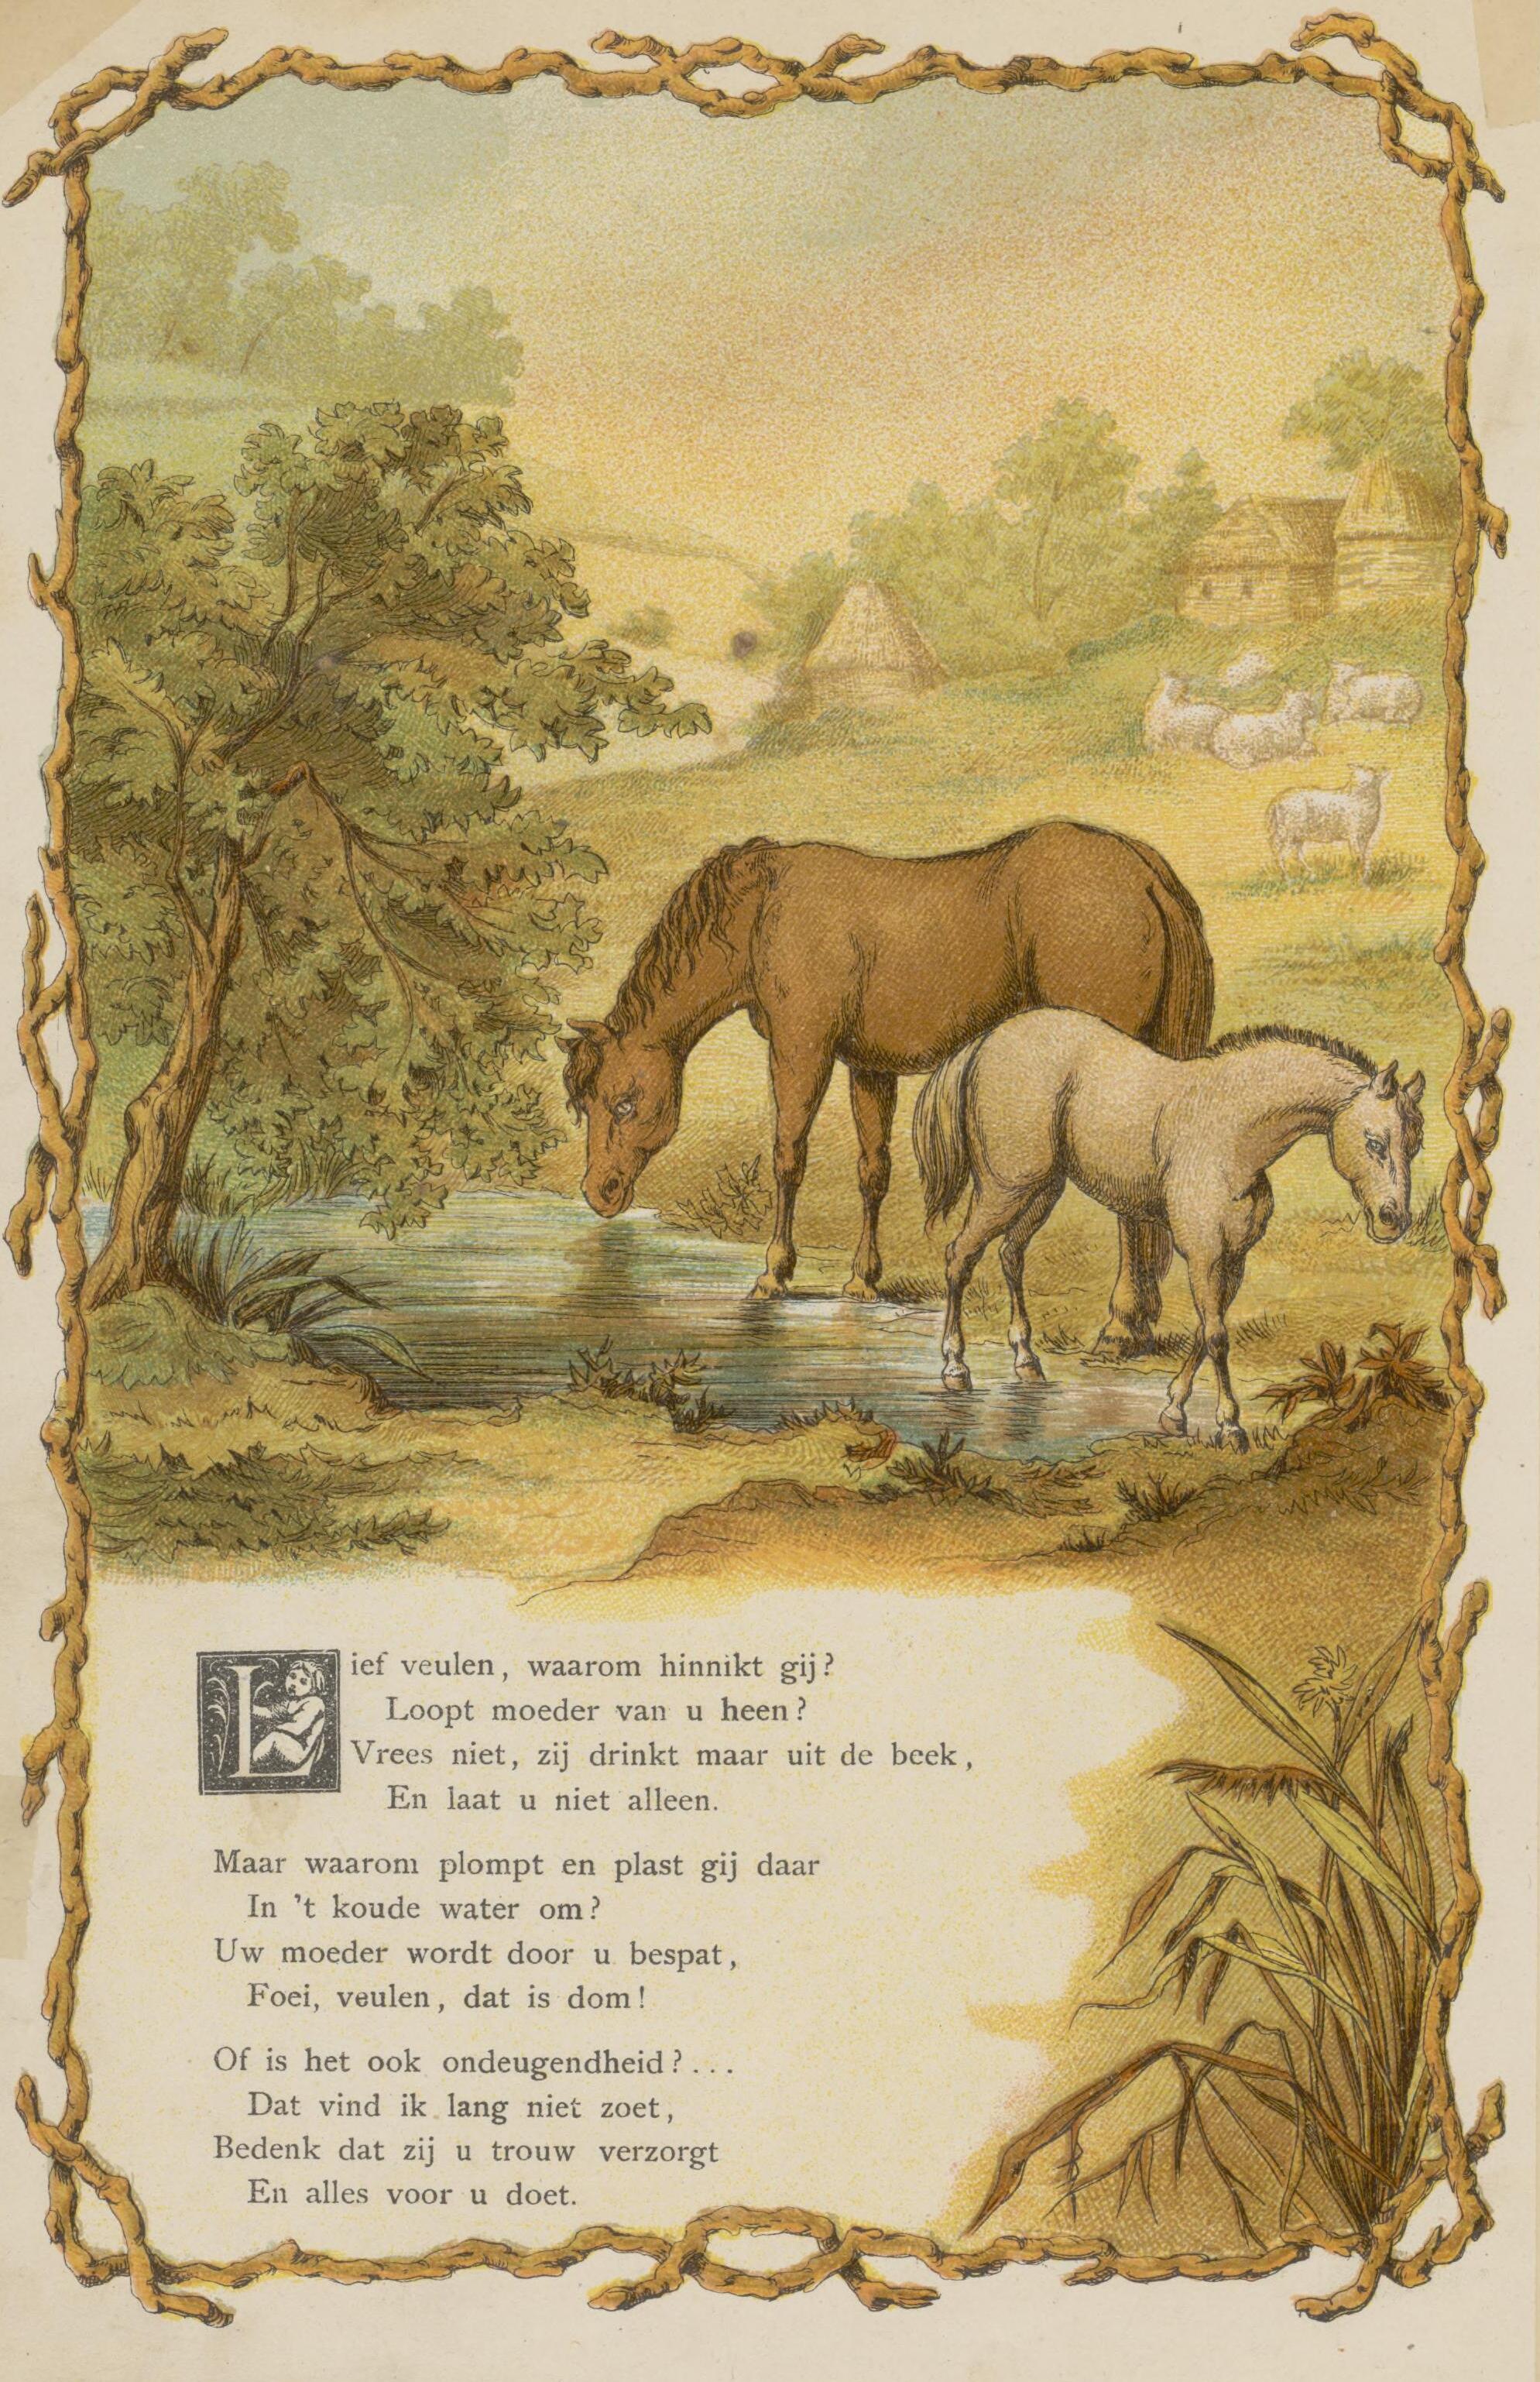 Lief veulen, waarom hinnikt gij?
Loopt moeder van u heen?
Vrees niet, zij drinkt maar uit de beek,
En laat u niet alleen.
Maar waarom plompt en plast gij daar
In 't koude water om?
Uw moeder wordt door u bespat,
Foei, veulen, dat is dom!
Of is het ook ondeugendheid?...
Dat vind ik lang niet zoet,
Bedenk dat zij u trouw verzorgt
En alles voor u doet.